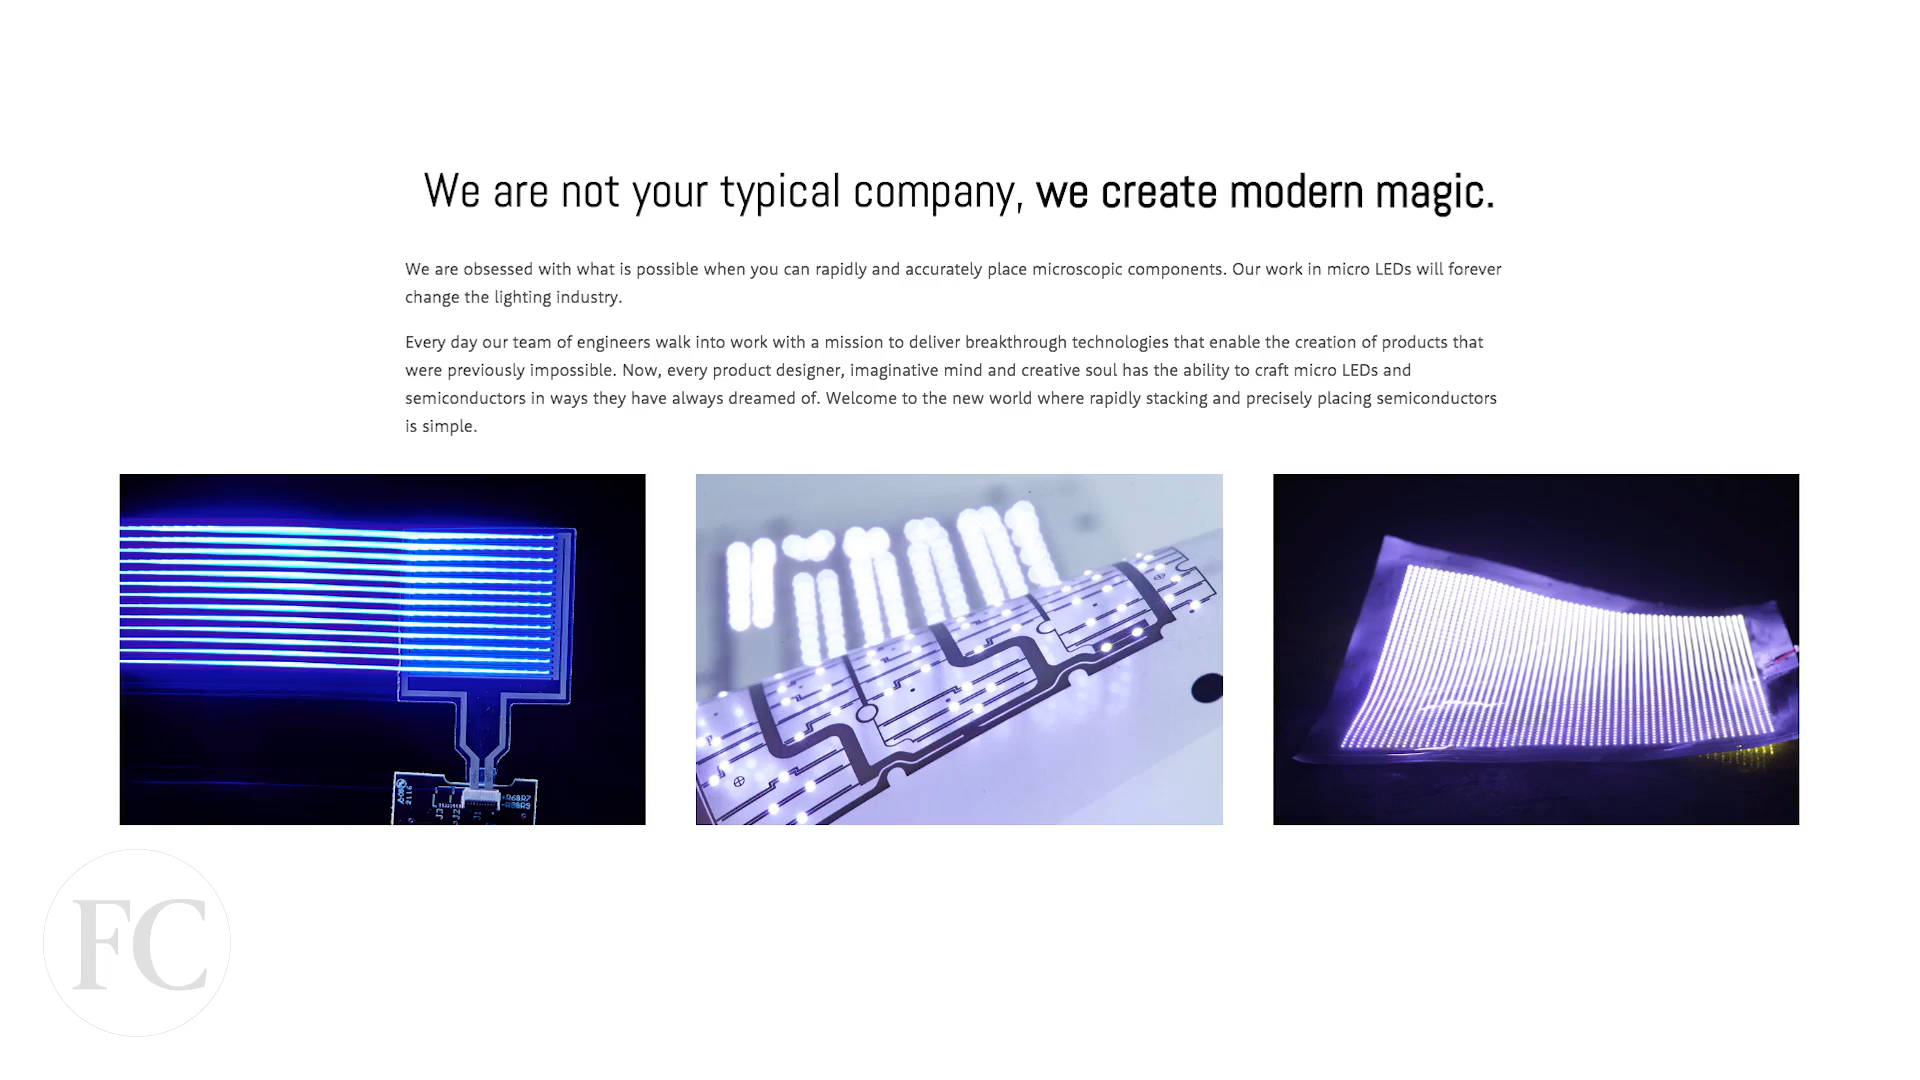 We are not your typical company, we create modern magic.
We are obsessed with what is possible when you can rapidly and accurately place microscopic components. Our work in micro LEDs will forever
change the lighting industry.
Every day our team of engineers walk into work with a mission to deliver breakthrough technologies that enable the creation of products that
were previously impossible. Now, every product designer, imaginative mind and creative soul has the ability to craft micro LEDs and
semiconductors in ways they have always dreamed of. Welcome to the new world where rapidly stacking and precisely placing semiconductors
is simple.
2116
J3
J2
J1
FC